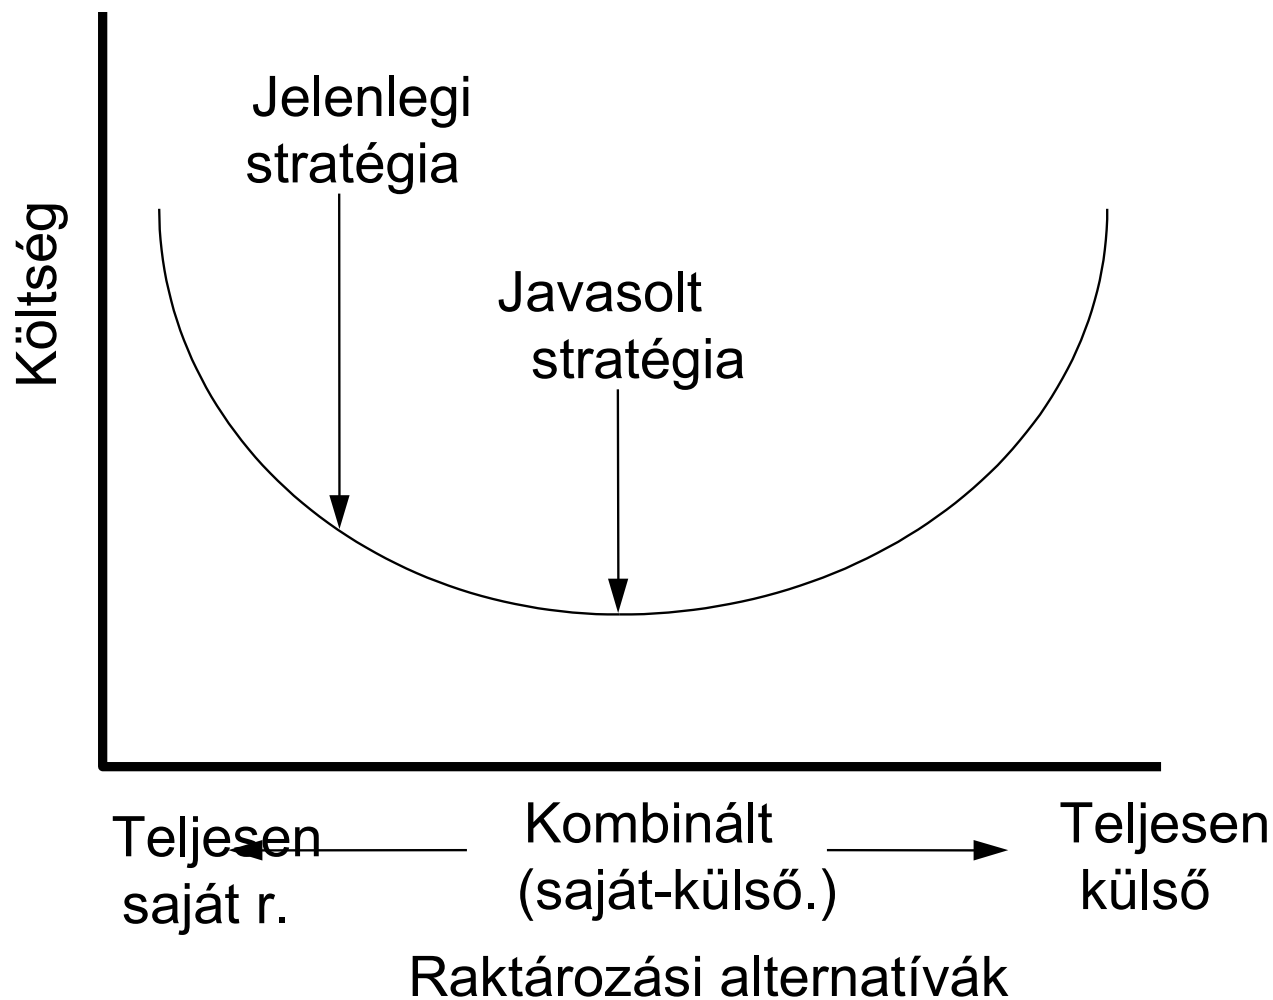 Jelenlegi
stratégia
Költség
Javasolt
stratégia
Teljesen
saját r.
Kombinált
(saját-külső.)
Teljesen
külső
Raktározási alternatívák